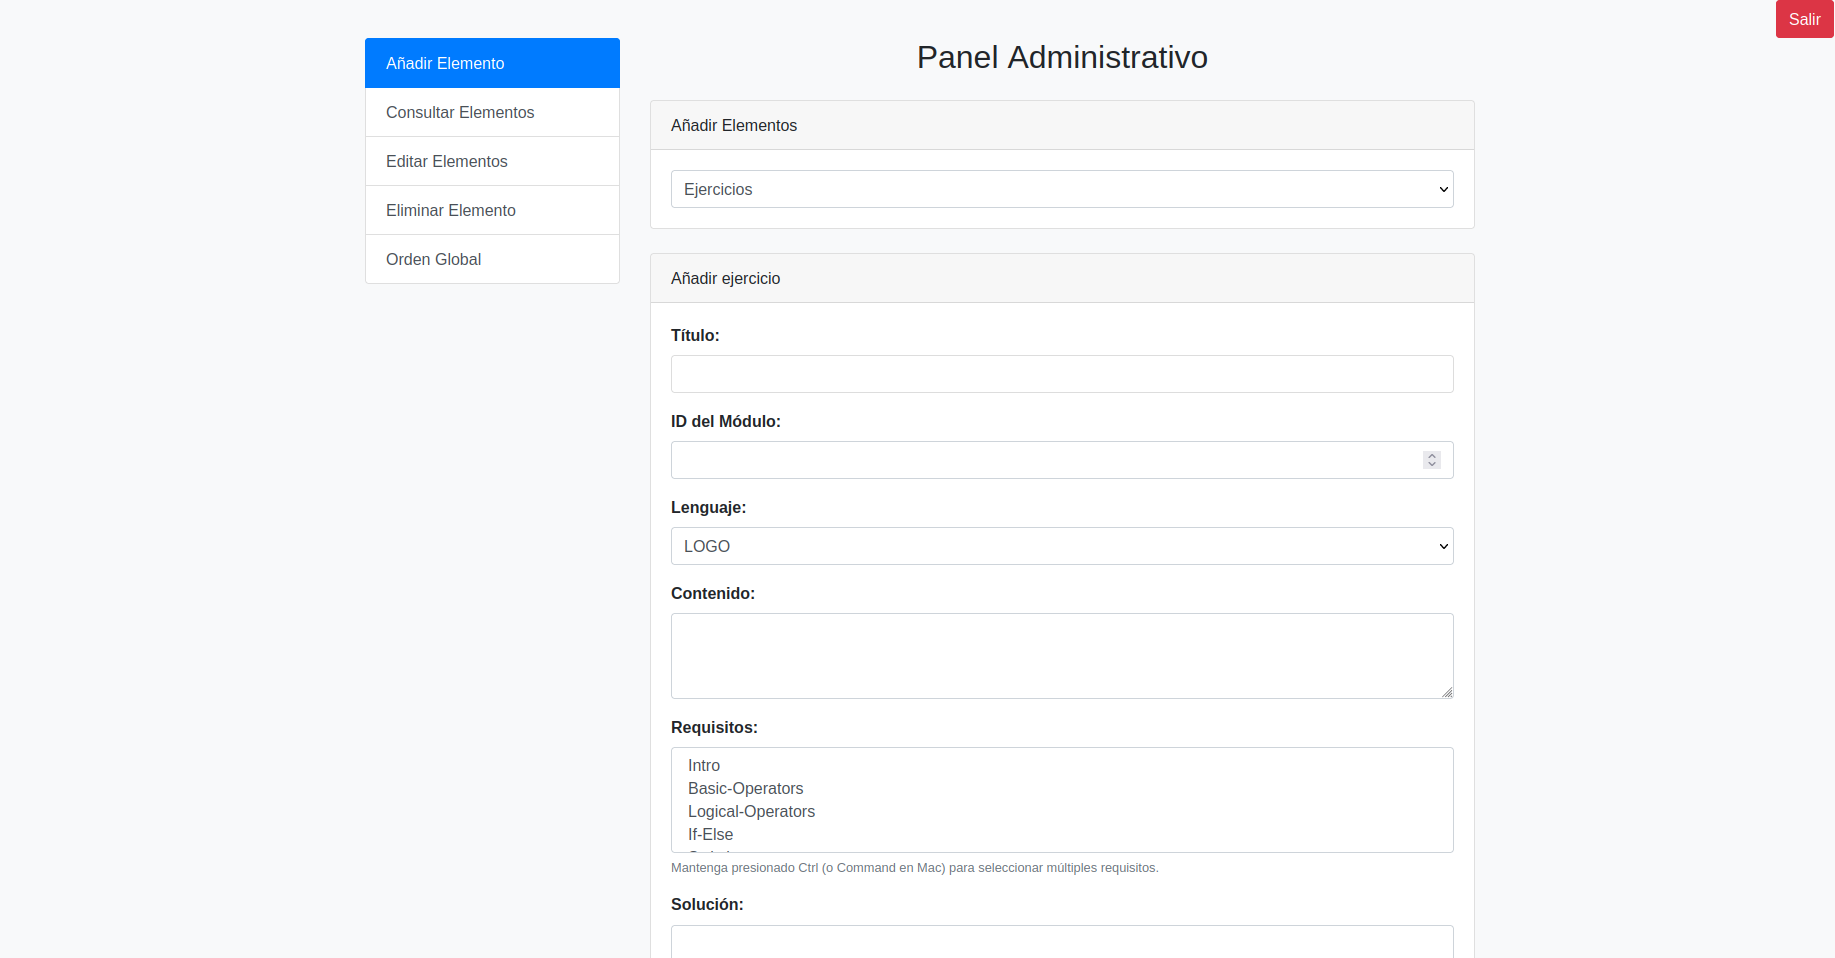 Salir
Añadir Elemento
Consultar Elementos
Editar Elementos
Eliminar Elemento
Orden Global
Panel Administrativo
Añadir Elementos
Ejercicios
Añadir ejercicio
Título:
ID del Módulo:
Lenguaje:
LOGO
Contenido:
Requisitos:
Intro
Basic-Operators
Logical-Operators
If-Else
Mantenga presionado Ctrl (o Command en Mac) para seleccionar múltiples requisitos.
Solución: